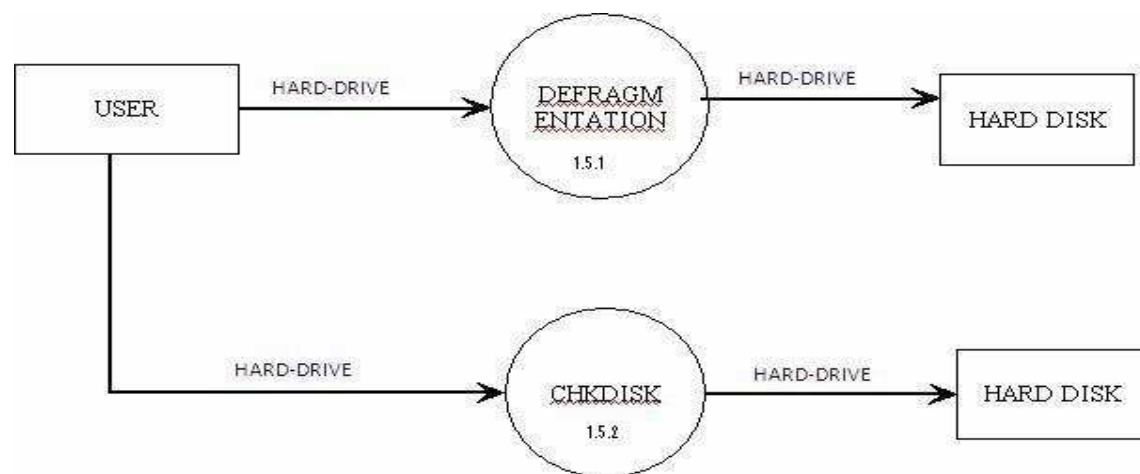 USER
HARD-DRIVE
DEFRAGM
ENTATION
1.5.1
HARD-DRIVE
HARD DISK
HARD-DRIVE
CHKDISK
1.5.2
HARD-DRIVE
HARD DISK